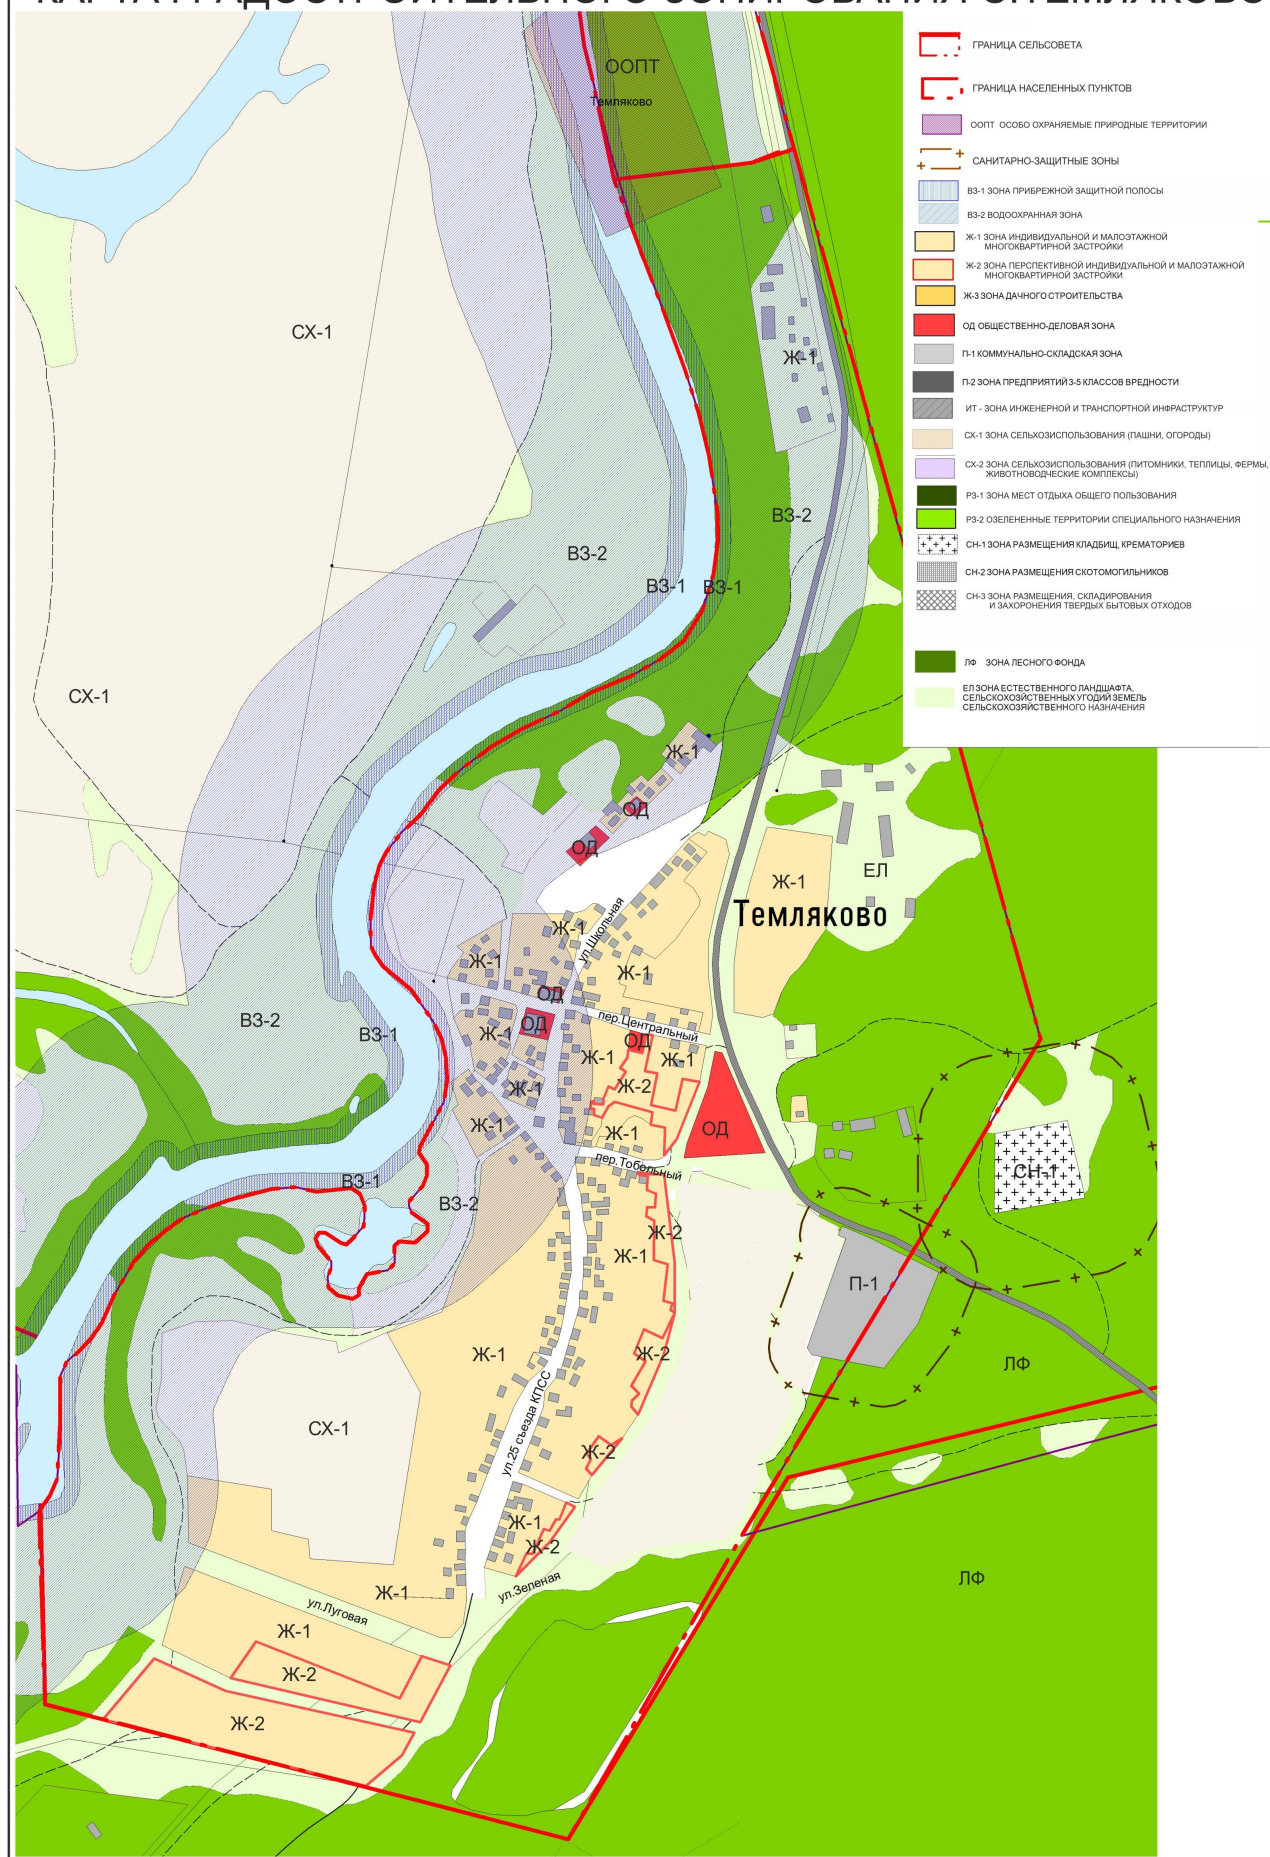 КАРТА ГРАДОСТРОИТЕЛЬНОГО ЗОНИРОВАНИЯ С.ТЕМЛЯКОВО
ГРАНИЦА СЕЛЬСОВЕТА
ГРАНИЦА НАСЕЛЕННЫХ ПУНКТОВ
ООПТ ОСОБО ОХРАНЯЕМЫЕ ПРИРОДНЫЕ ТЕРРИТОРИИ
САНИТАРНО-ЗАЩИТНЫЕ ЗОНЫ
ВЗ-1 ЗОНА ПРИБРЕЖНОЙ ЗАЩИТНОЙ ПОЛОСЫ
ВЗ-2 ВОДООХРАННАЯ ЗОНА
Ж-1 ЗОНА ИНДИВИДУАЛЬНОЙ И МАЛОЭТАЖНОЙ
МНОГОКВАРТИРНОЙ ЗАСТРОЙКИ
Ж-2 ЗОНА ПЕРСПЕКТИВНОЙ ИНДИВИДУАЛЬНОЙ И МАЛОЭТАЖНОЙ
МНОГОКВАРТИРНОЙ ЗАСТРОЙКИ
Ж-3 ЗОНА ДАЧНОГО СТРОИТЕЛЬСТВА
ОД ОБЩЕСТВЕННО-ДЕЛОВАЯ ЗОНА
П-1 КОММУНАЛЬНО-СКЛАДСКАЯ ЗОНА
П-2 ЗОНА ПРЕДПРИЯТИЙ 3-5 КЛАССОВ ВРЕДНОСТИ
ИТ - ЗОНА ИНЖЕНЕРНОЙ И ТРАНСПОРТНОЙ ИНФРАСТРУКТУР
СХ-1 ЗОНА СЕЛЬХОЗИСПОЛЬЗОВАНИЯ (ПАШНИ, ОГОРОДЫ)
СХ-2 ЗОНА СЕЛЬХОЗИСПОЛЬЗОВАНИЯ (ПИТОМНИКИ, ТЕПЛИЦЫ, ФЕРМЫ,
ЖИВОТНОВОДЧЕСКИЕ КОМПЛЕКСЫ)
РЗ-1 ЗОНА МЕСТ ОТДЫХА ОБЩЕГО ПОЛЬЗОВАНИЯ
РЗ-2 ОЗЕЛЕНЕННЫЕ ТЕРРИТОРИИ СПЕЦИАЛЬНОГО НАЗНАЧЕНИЯ
СН-1 ЗОНА РАЗМЕЩЕНИЯ КЛАДБИЩ, КРЕМАТОРИЕВ
СН-2 ЗОНА РАЗМЕЩЕНИЯ СКОТОМОГИЛЬНИКОВ
СН-3 ЗОНА РАЗМЕЩЕНИЯ, СКЛАДИРОВАНИЯ
И ЗАХОРОНЕНИЯ ТВЕРДЫХ БЫТОВЫХ ОТХОДОВ
ЛФ ЗОНА ЛЕСНОГО ФОНДА
ЕЛ ЗОНА ЕСТЕСТВЕННОГО ЛАНДШАФТА,
СЕЛЬСКОХОЗЙСТВЕННЫХ УГОДИЙ ЗЕМЕЛЬ
СЕЛЬСКОХОЗЯЙСТВЕННОГО НАЗНАЧЕНИЯ
ООПТ
Темляково
СХ-1
Ж-1
ВЗ-2
ВЗ-2
ВЗ-1
ВЗ-1
СХ-1
Ж-1
ОД
ОД
ЕЛ
Ж-1
Темляково
ул.Школьная
Ж-1
Ж-1
Ж-1
ОД
ОД
пер.Центральный
ВЗ-2
ВЗ-1
Ж-1
ОД
Ж-1
Ж-1
Ж-2
Ж-1
Ж-1
Ж-1
ОД
пер.Тобольный
СН-1
ВЗ-1
ВЗ-2
Ж-2
Ж-1
П-1
Ж-1
Ж-2
ЛФ
ул.25 съезда КПСС
СХ-1
Ж-2
Ж-1
Ж-2
ЛФ
ул.Зеленая
Ж-1
ул.Луговая
Ж-1
Ж-2
Ж-2